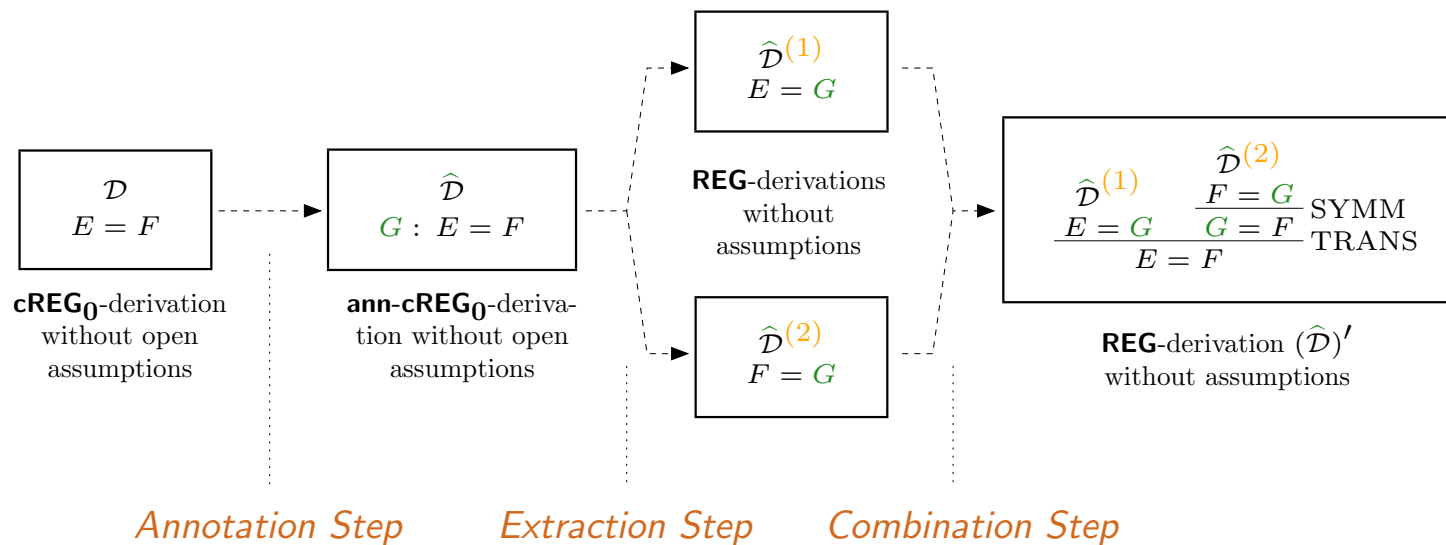 𝒟
E = F
cREG₀-derivation
without open
assumptions
𝒟̂
G : E = F
ann-cREG₀-deriva-
tion without open
assumptions
𝒟̂(1)
E = G
REG-derivations
without
assumptions
𝒟̂(2)
F = G
𝒟̂(2)
𝒟̂(1) F = G
SYMM
E = G G = F
TRANS
E = F
REG-derivation (𝒟̂)′
without assumptions
Annotation Step Extraction Step Combination Step